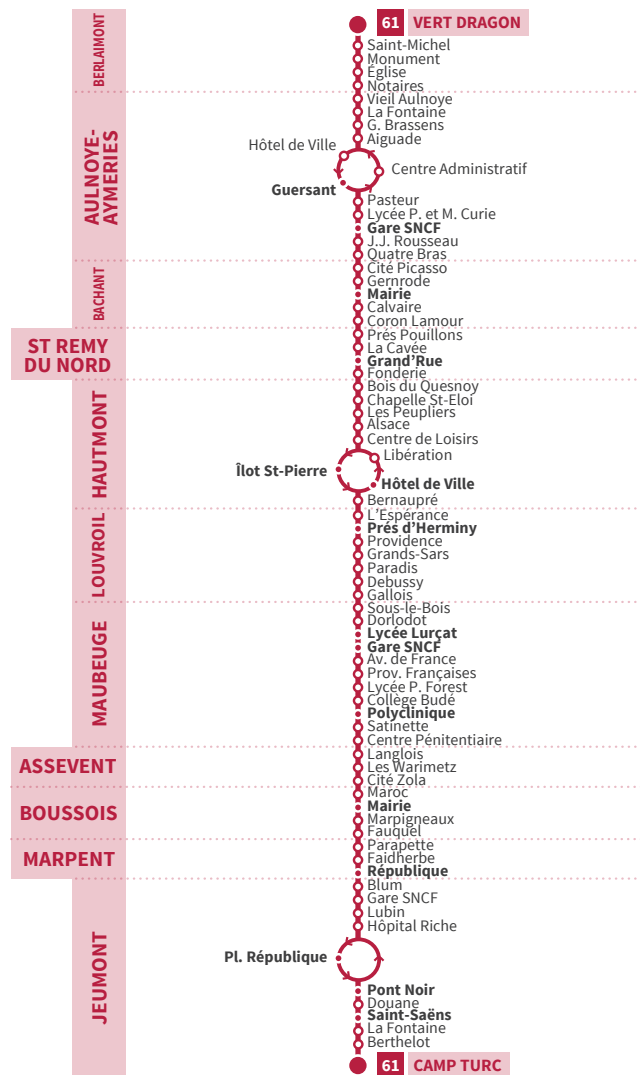 61 VERT DRAGON
BERLAIMONT
Saint-Michel
Monument
Église
Notaires
AULNOYE-
AYMERIES
Vieil Aulnoye
La Fontaine
G. Brassens
Aiguade
Hôtel de Ville
Centre Administratif
Guersant
Pasteur
Lycée P. et M. Curie
Gare SNCF
J.J. Rousseau
Quatre Bras
BACHANT
Cité Picasso
Gernrode
Mairie
Calvaire
Coron Lamour
ST REMY
DU NORD
Prés Pouillons
La Cavée
Grand'Rue
Fonderie
HAUTMONT
Bois du Quesnoy
Chapelle St-Eloi
Les Peupliers
Alsace
Centre de Loisirs
Libération
Îlot St-Pierre
Hôtel de Ville
Bernaupré
LOUVROIL
L'Espérance
Prés d'Herminy
Providence
Grands-Sars
Paradis
Debussy
Gallois
MAUBEUGE
Sous-le-Bois
Dorlodot
Lycée Lurçat
Gare SNCF
Av. de France
Prov. Françaises
Lycée P. Forest
Collège Budé
Polyclinique
Satinette
Centre Pénitentiaire
ASSEVENT
Langlois
Les Warimetz
Cité Zola
BOUSSOIS
Maroc
Mairie
Marpigneaux
Fauquel
MARPENT
Parapette
Faidherbe
République
JEUMONT
Blum
Gare SNCF
Lubin
Hôpital Riche
Pl. République
Pont Noir
Douane
Saint-Saëns
La Fontaine
Berthelot
61 CAMP TURC